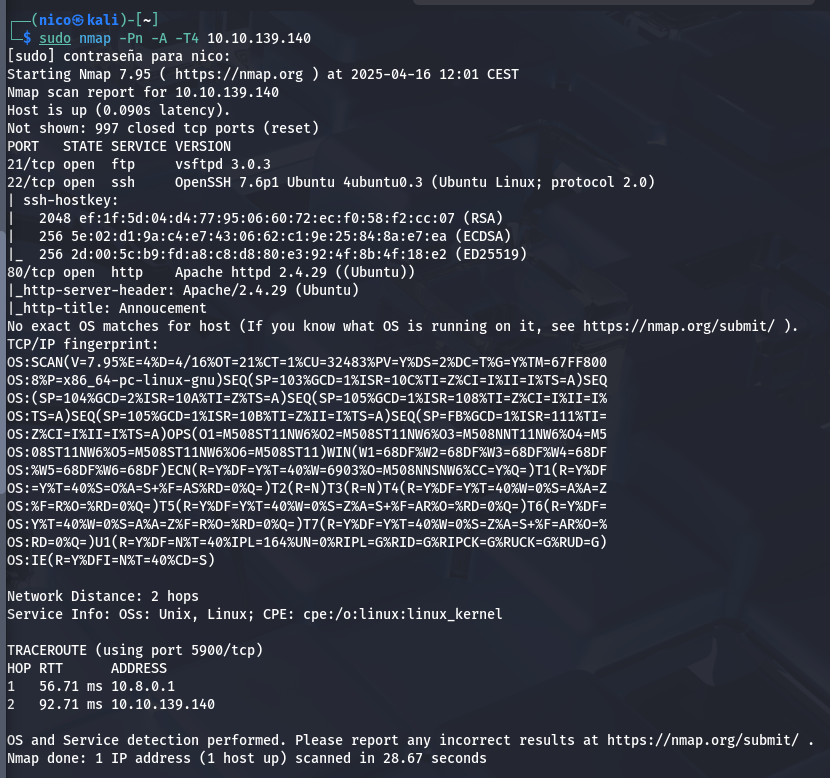 ┌──(nico㉿kali)-[~]
└─$ sudo nmap -Pn -A -T4 10.10.139.140
[sudo] contraseña para nico:
Starting Nmap 7.95 ( https://nmap.org ) at 2025-04-16 12:01 CEST
Nmap scan report for 10.10.139.140
Host is up (0.090s latency).
Not shown: 997 closed tcp ports (reset)
PORT   STATE SERVICE VERSION
21/tcp open  ftp     vsftpd 3.0.3
22/tcp open  ssh     OpenSSH 7.6p1 Ubuntu 4ubuntu0.3 (Ubuntu Linux; protocol 2.0)
| ssh-hostkey:
|   2048 ef:1f:5d:04:d4:77:95:06:60:72:ec:f0:58:f2:cc:07 (RSA)
|   256 5e:02:d1:9a:c4:e7:43:06:62:c1:9e:25:84:8a:e7:ea (ECDSA)
|_  256 2d:00:5c:b9:fd:a8:c8:d8:80:e3:92:4f:8b:4f:18:e2 (ED25519)
80/tcp open  http    Apache httpd 2.4.29 ((Ubuntu))
|_http-server-header: Apache/2.4.29 (Ubuntu)
|_http-title: Annoucement
No exact OS matches for host (If you know what OS is running on it, see https://nmap.org/submit/ ).
TCP/IP fingerprint:
OS:SCAN(V=7.95%E=4%D=4/16%OT=21%CT=1%CU=32483%PV=Y%DS=2%DC=T%G=Y%TM=67FF800
OS:8%P=x86_64-pc-linux-gnu)SEQ(SP=103%GCD=1%ISR=10C%TI=Z%CI=I%II=I%TS=A)SEQ
OS:(SP=104%GCD=2%ISR=10A%TI=Z%TS=A)SEQ(SP=105%GCD=1%ISR=108%TI=Z%CI=I%II=I%
OS:TS=A)SEQ(SP=105%GCD=1%ISR=10B%TI=Z%II=I%TS=A)SEQ(SP=FB%GCD=1%ISR=111%TI=
OS:Z%CI=I%II=I%TS=A)OPS(O1=M508ST11NW6%O2=M508ST11NW6%O3=M508NNT11NW6%O4=M5
OS:08ST11NW6%O5=M508ST11NW6%O6=M508ST11)WIN(W1=68DF%W2=68DF%W3=68DF%W4=68DF
OS:%W5=68DF%W6=68DF)ECN(R=Y%DF=Y%T=40%W=6903%O=M508NNSNW6%CC=Y%Q=)T1(R=Y%DF
OS:=Y%T=40%S=O%A=S+%F=AS%RD=0%Q=)T2(R=N)T3(R=N)T4(R=Y%DF=Y%T=40%W=0%S=A%A=Z
OS:%F=R%O=%RD=0%Q=)T5(R=Y%DF=Y%T=40%W=0%S=Z%A=S+%F=AR%O=%RD=0%Q=)T6(R=Y%DF=
OS:Y%T=40%W=0%S=A%A=Z%F=R%O=%RD=0%Q=)T7(R=Y%DF=Y%T=40%W=0%S=Z%A=S+%F=AR%O=%
OS:RD=0%Q=)U1(R=Y%DF=N%T=40%IPL=164%UN=0%RIPL=G%RID=G%RIPCK=G%RUCK=G%RUD=G)
OS:IE(R=Y%DFI=N%T=40%CD=S)

Network Distance: 2 hops
Service Info: OSs: Unix, Linux; CPE: cpe:/o:linux:linux_kernel

TRACEROUTE (using port 5900/tcp)
HOP RTT      ADDRESS
1   56.71 ms 10.8.0.1
2   92.71 ms 10.10.139.140

OS and Service detection performed. Please report any incorrect results at https://nmap.org/submit/ .
Nmap done: 1 IP address (1 host up) scanned in 28.67 seconds